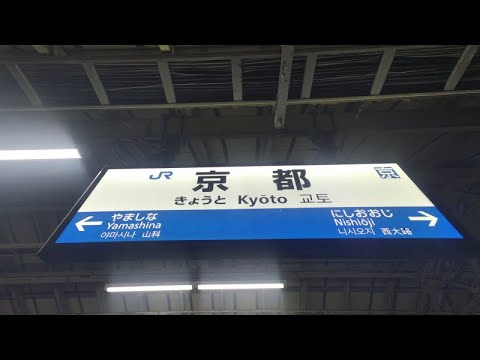 JR 京都 京
きょうと Kyōto 교토
やましな にしおおじ
Yamashina Nishiōji
야마시나 山科 니시오지 西大路